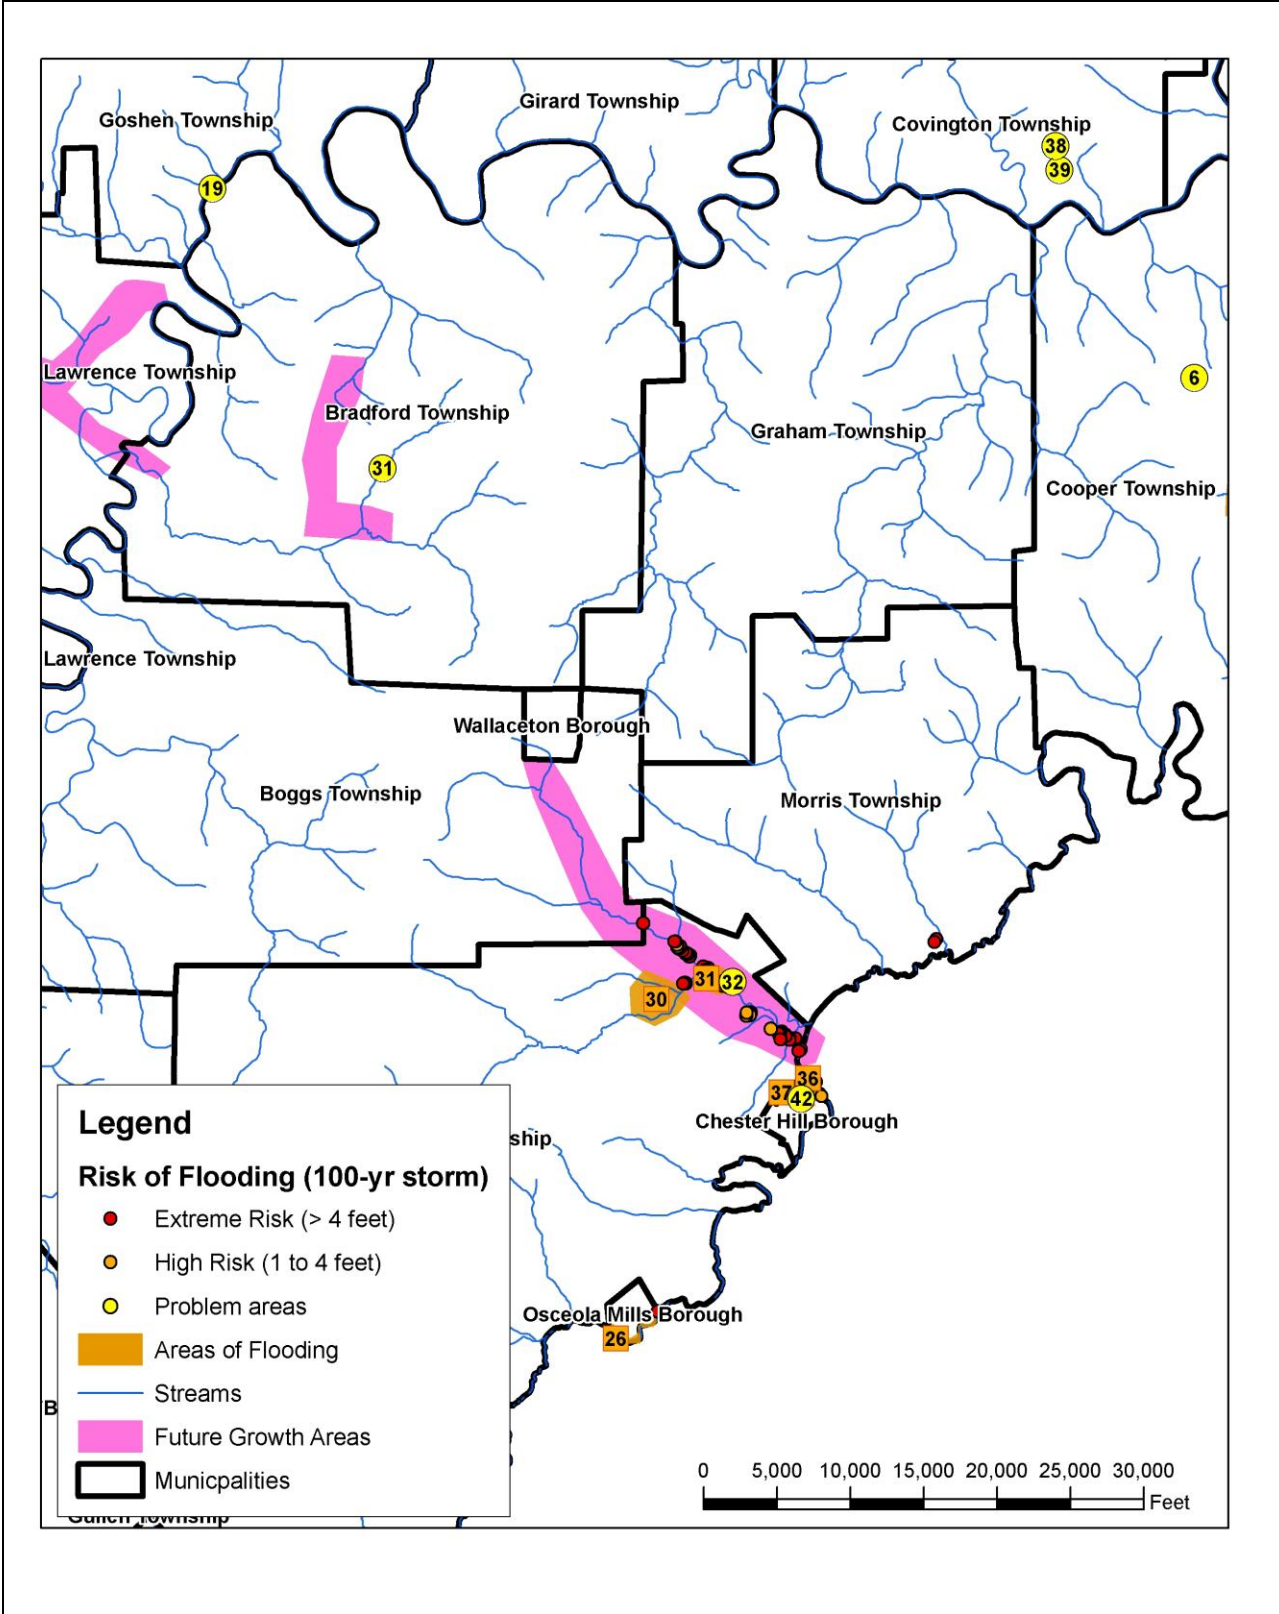 Girard Township
Goshen Township
Covington Township
38
39
19
Lawrence Township
6
Bradford Township
Graham Township
31
Cooper Township
Lawrence Township
Wallaceton Borough
Boggs Township
Morris Township
31
32
30
36
37
42
Chester Hill Borough
ship
Osceola Mills Borough
26
B
Legend
Risk of Flooding (100-yr storm)
Extreme Risk (> 4 feet)
High Risk (1 to 4 feet)
Problem areas
Areas of Flooding
Streams
Future Growth Areas
Municpalities
0 5,000 10,000 15,000 20,000 25,000 30,000
Feet
Township